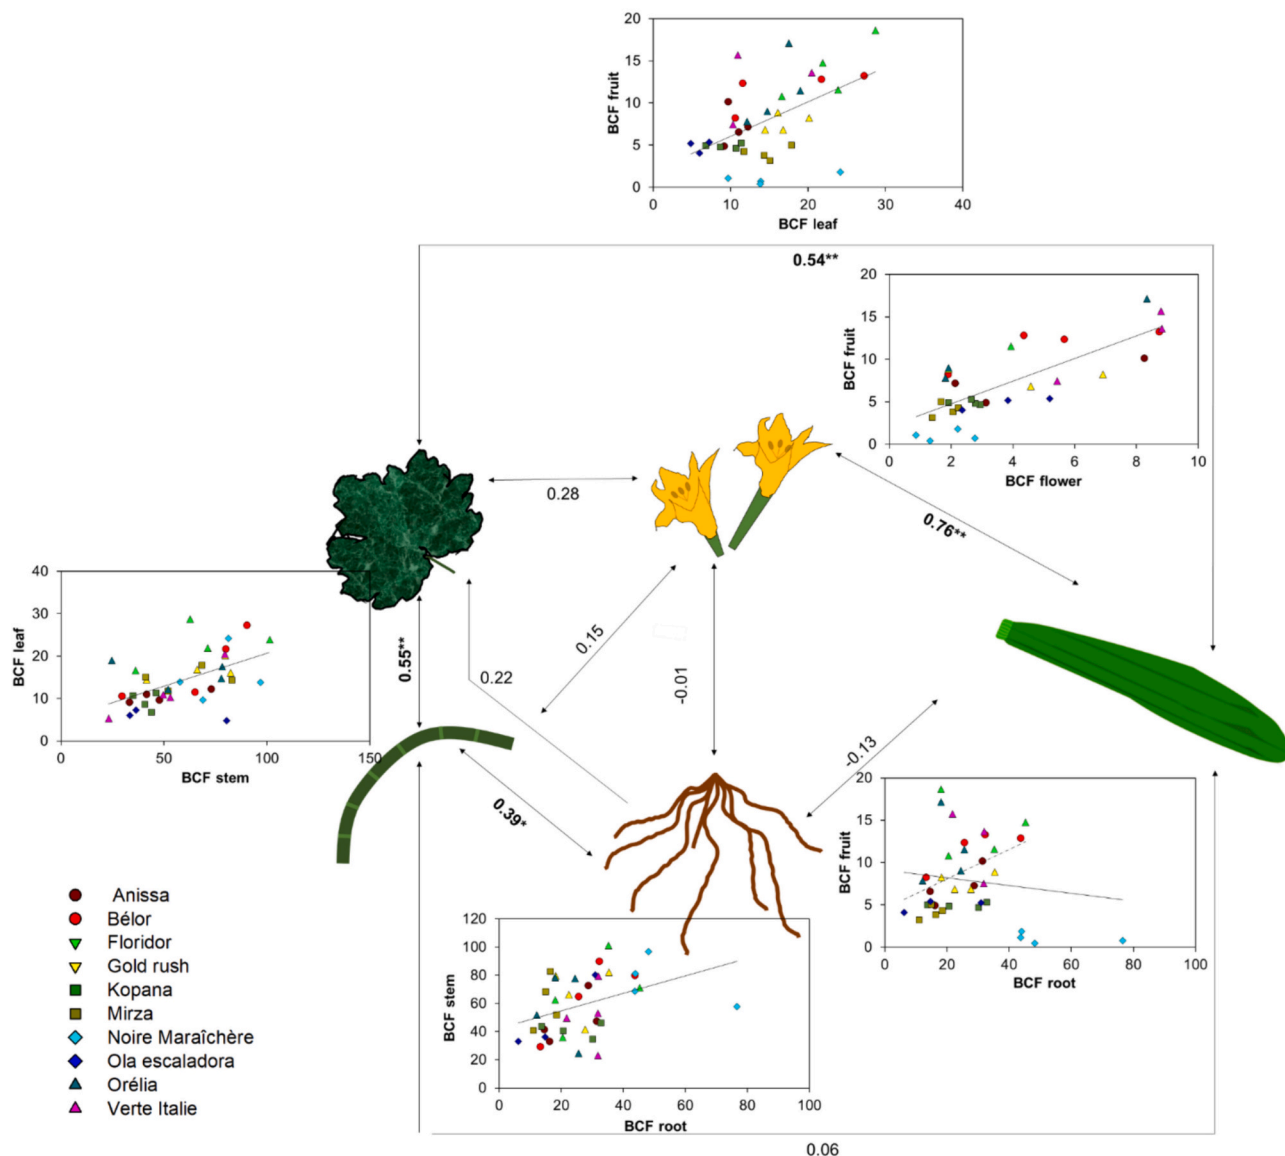 20
15
10
5
0
BCF fruit
0 10 20 30 40
BCF leaf
0.54**
20
15
10
5
0
BCF fruit
0 2 4 6 8 10
BCF flower
0.28
0.76**
40
30
20
10
0
BCF leaf
0 50 100 150
BCF stem
0.55**
0.22
0.15
-0.01
-0.13
0.39*
20
15
10
5
0
BCF fruit
0 20 40 60 80 100
BCF root
Anissa
Bélor
Floridor
Gold rush
Kopana
Mirza
Noire Maraîchère
Ola escaladora
Orélia
Verte Italie
120
100
80
60
40
20
0
BCF stem
0 20 40 60 80 100
BCF root
0.06